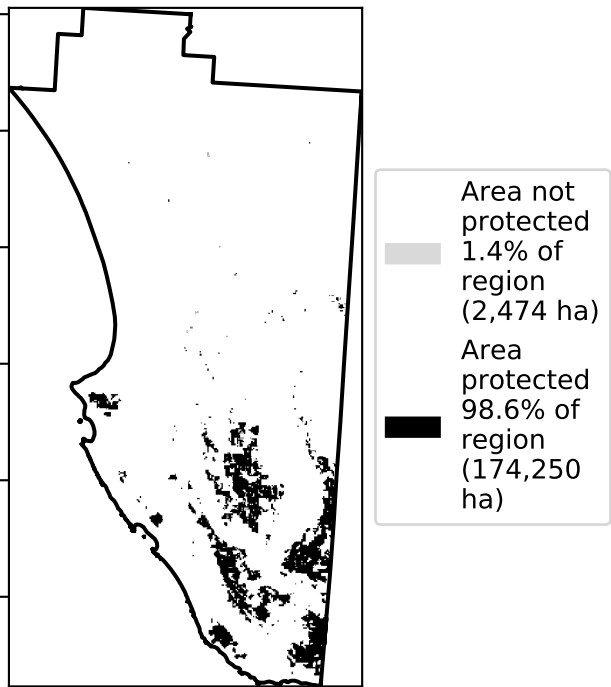 Area not
protected
1.4% of
region
(2,474 ha)
Area
protected
98.6% of
region
(174,250
ha)